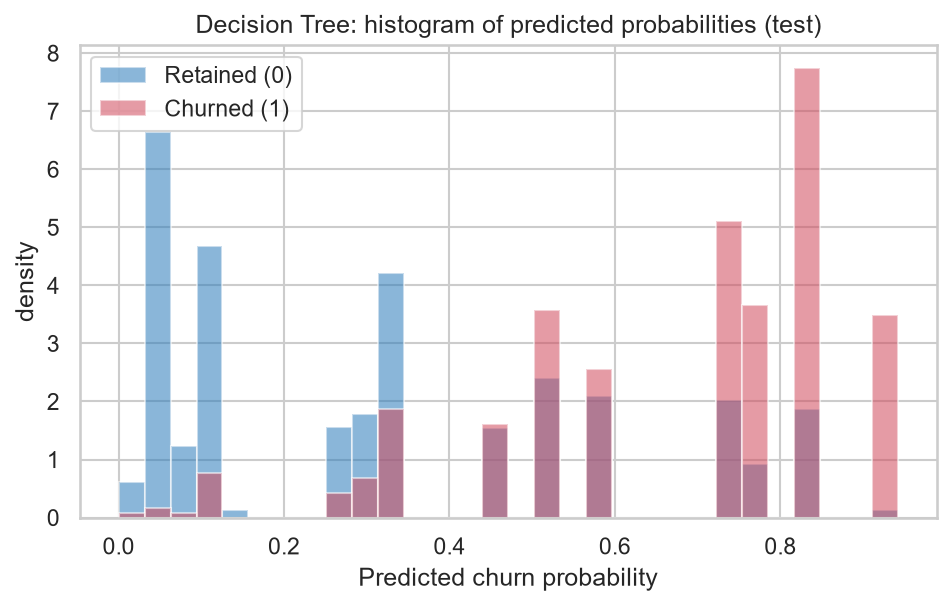 Decision Tree: histogram of predicted probabilities (test)
Retained (0)
Churned (1)
8
7
6
5
4
3
2
1
0
density
0.0 0.2 0.4 0.6 0.8
Predicted churn probability